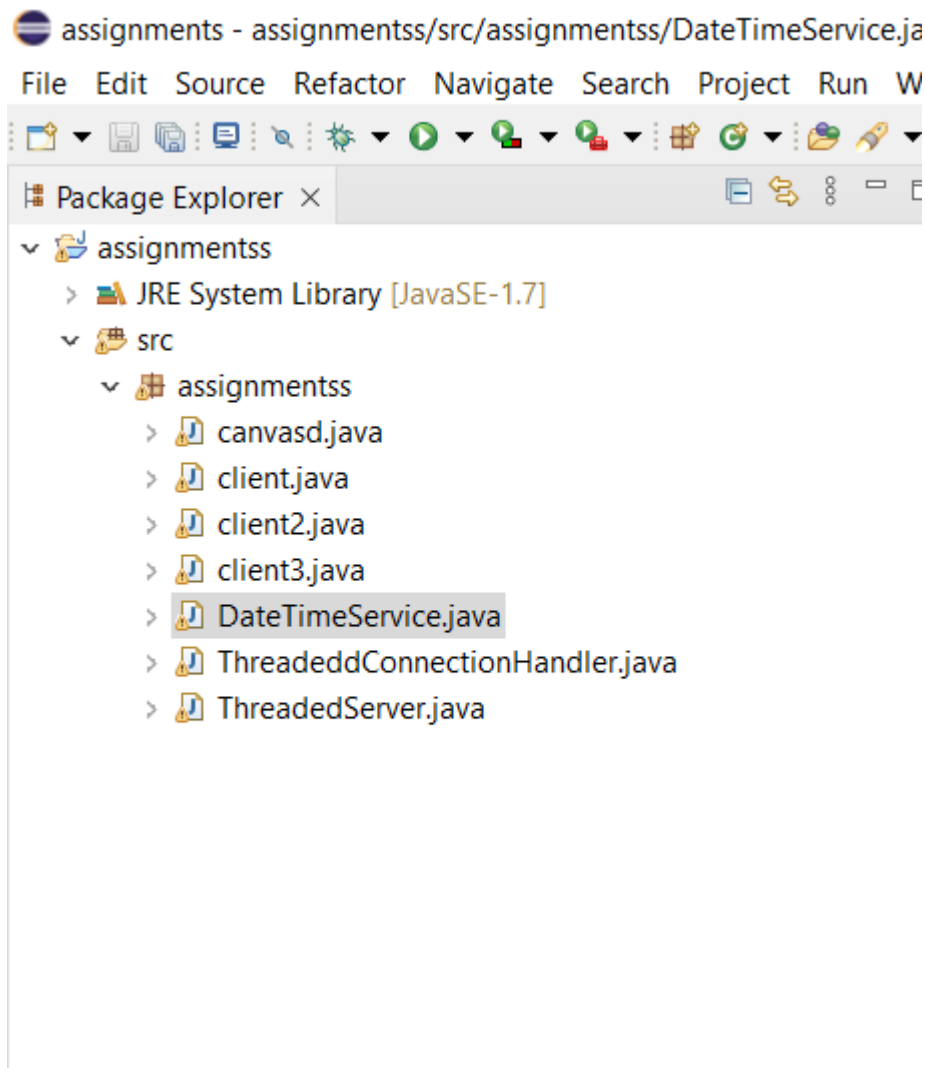 assignments - assignmentss/src/assignmentss/DateTimeService.ja
File Edit Source Refactor Navigate Search Project Run W
Package Explorer
assignmentss
JRE System Library [JavaSE-1.7]
src
assignmentss
canvasd.java
client.java
client2.java
client3.java
DateTimeService.java
ThreadeddConnectionHandler.java
ThreadedServer.java